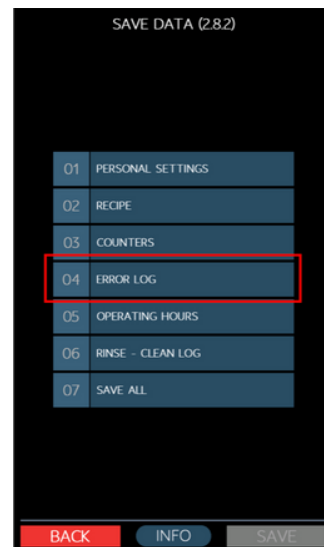 SAVE DATA (2.8.2)
01 PERSONAL SETTINGS
02 RECIPE
03 COUNTERS
04 ERROR LOG
05 OPERATING HOURS
06 RINSE - CLEAN LOG
07 SAVE ALL
BACK INFO SAVE